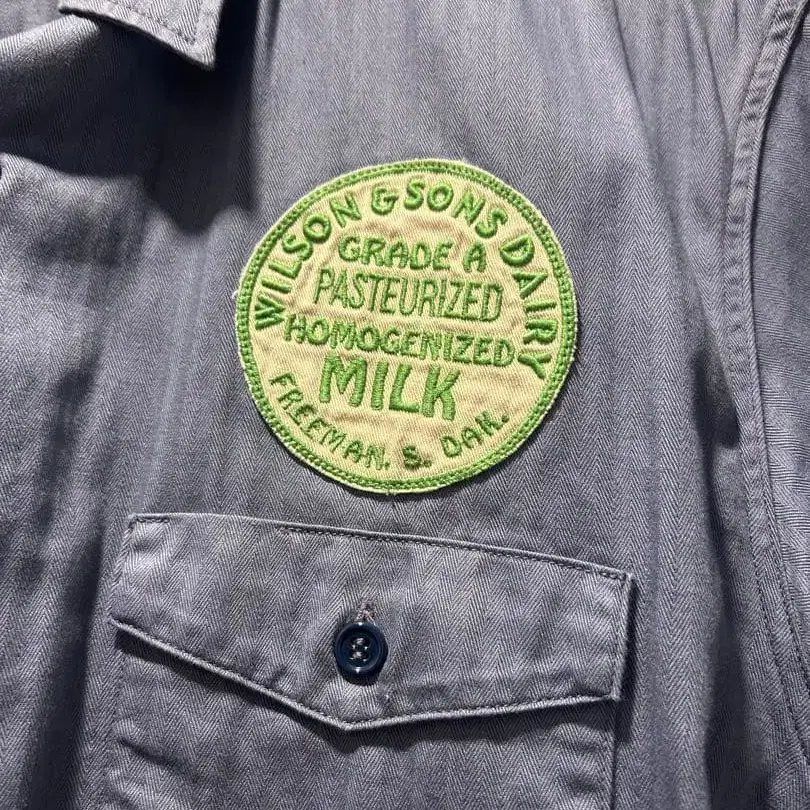 WILSON & SONS DAIRY
GRADE A
PASTEURIZED
HOMOGENIZED
MILK
FREEMAN. S. DAK.